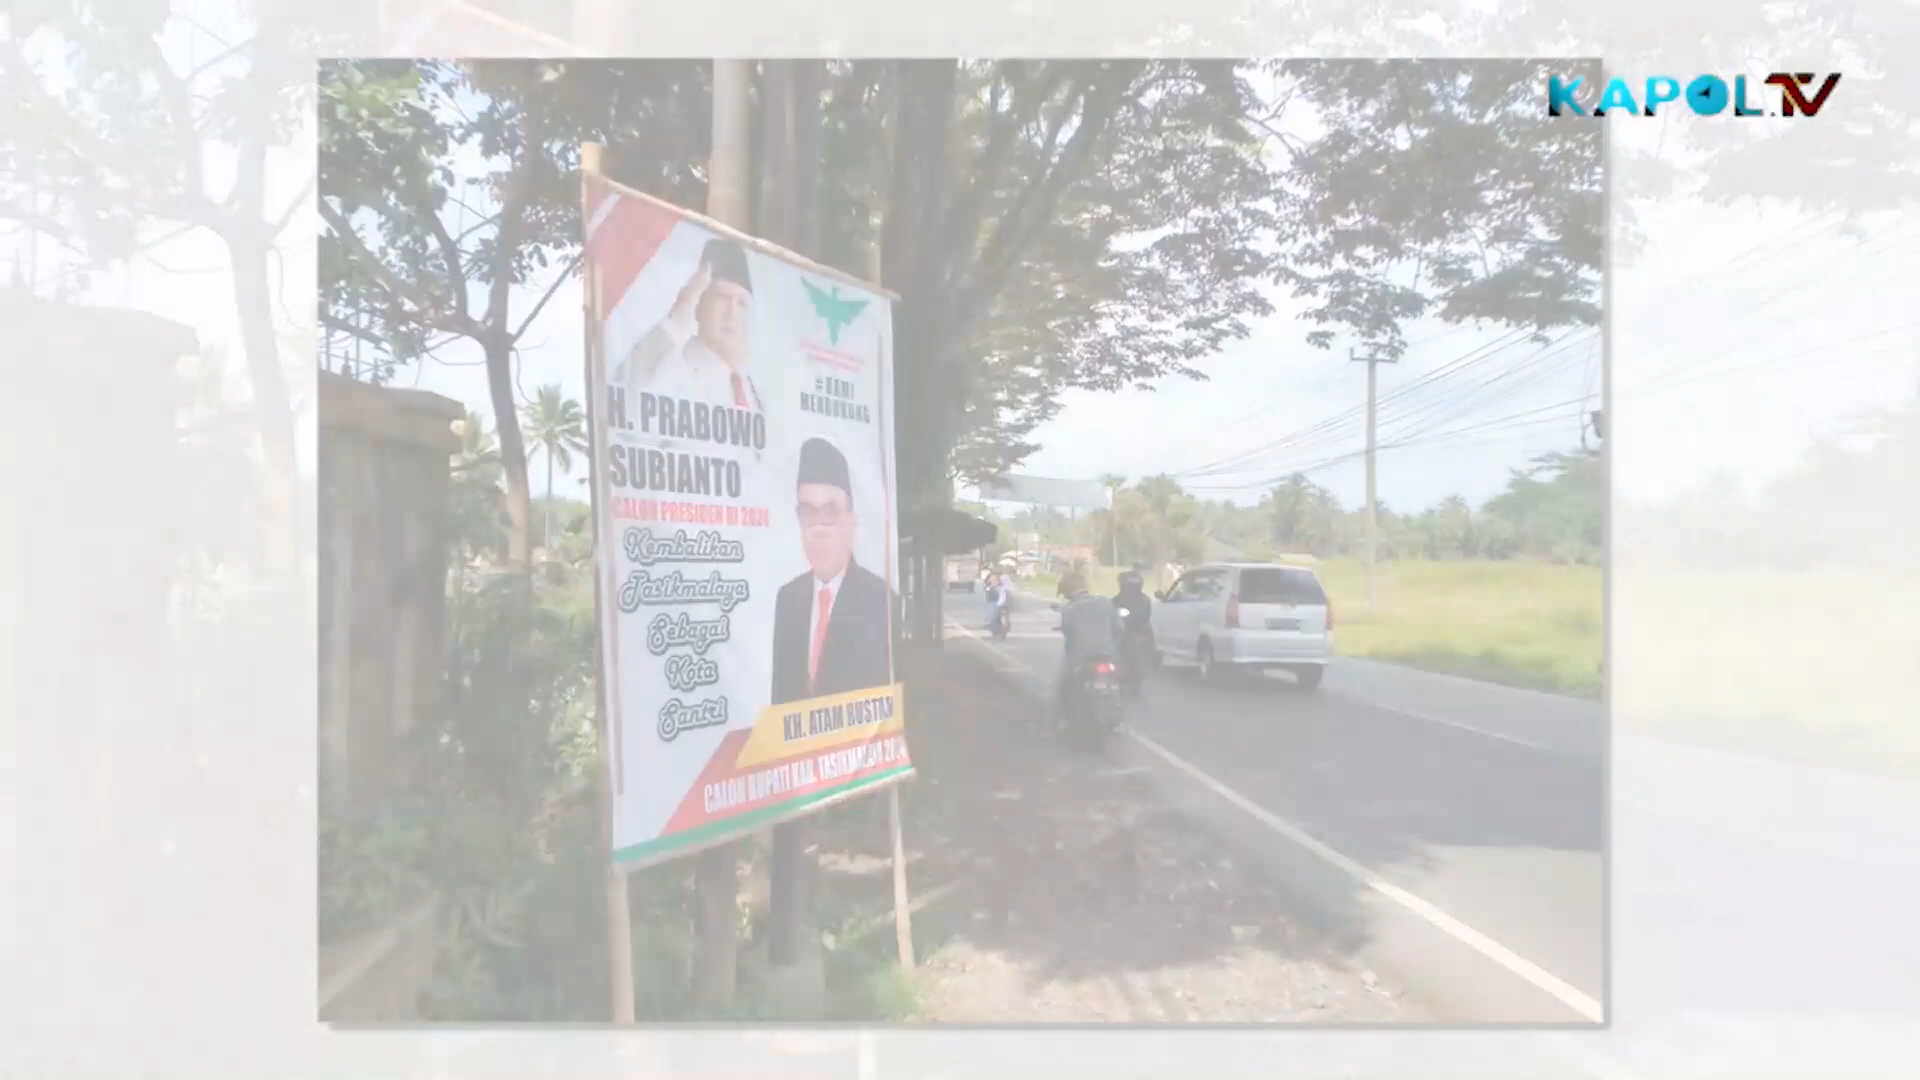 KAPOL.TV
H. PRABOWO
SUBIANTO
CALON PRESIDEN RI 2024
Kembalikan
Tasikmalaya
Sebagai
Kota
Santri
#KAMI
MENDUKUNG
KH. ATAM RUSTAM
CALON BUPATI KAB. TASIKMALAYA 2024